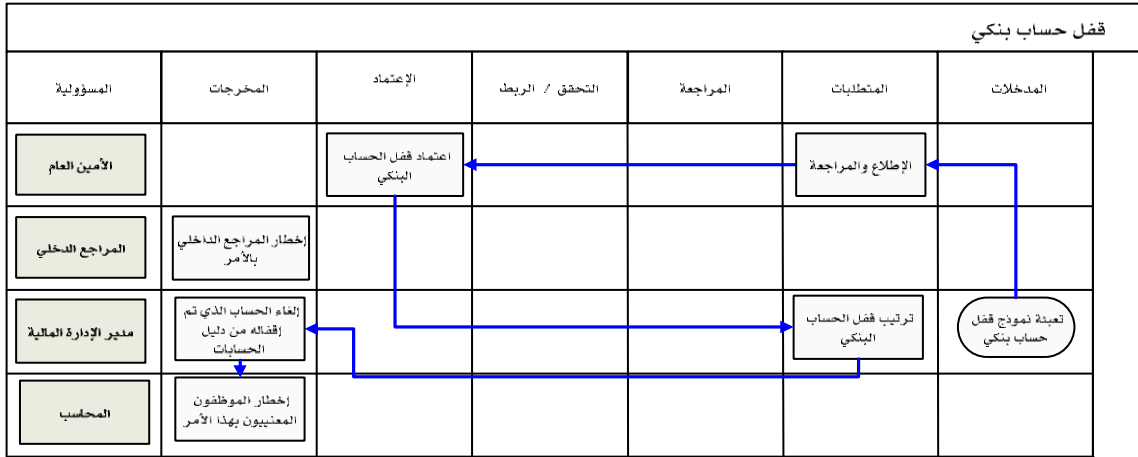 قفل حساب بنكي
المدخلات
المتطلبات
المراجعة
التحقق / الربط
الإعتماد
المخرجات
المسؤولية
الإطلاع والمراجعة
اعتماد قفل الحساب
البنكي
الأمين العام
إخطار المراجع الداخلي
بالأمر
المراجع الدخلي
تعبئة نموذج قفل
حساب بنكي
ترتيب قفل الحساب
البنكي
إلغاء الحساب الذي تم
إقفاله من دليل
الحسابات
مدير الإدارة المالية
إخطار الموظفون
المعنييون بهذا الأمر
المحاسب